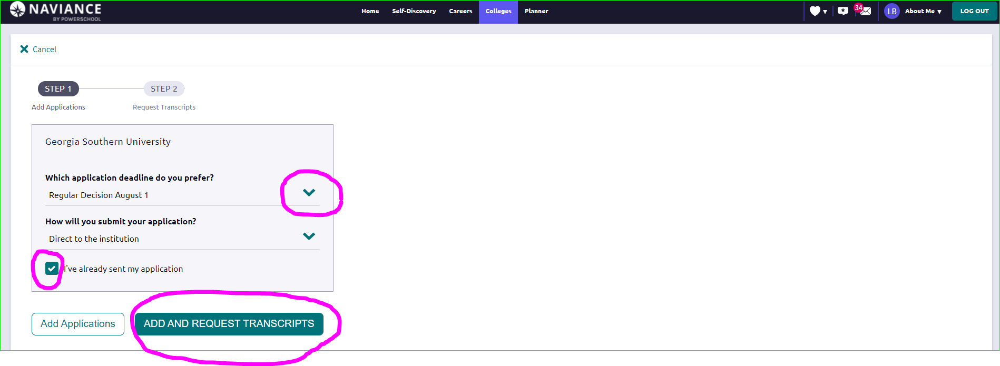 NAVIANCE
BY POWERSCHOOL
Home Self-Discovery Careers Colleges Planner
34
LB About Me
LOG OUT
Cancel
STEP 1 STEP 2
Add Applications Request Transcripts
Georgia Southern University
Which application deadline do you prefer?
Regular Decision August 1
How will you submit your application?
Direct to the institution
I've already sent my application
Add Applications ADD AND REQUEST TRANSCRIPTS